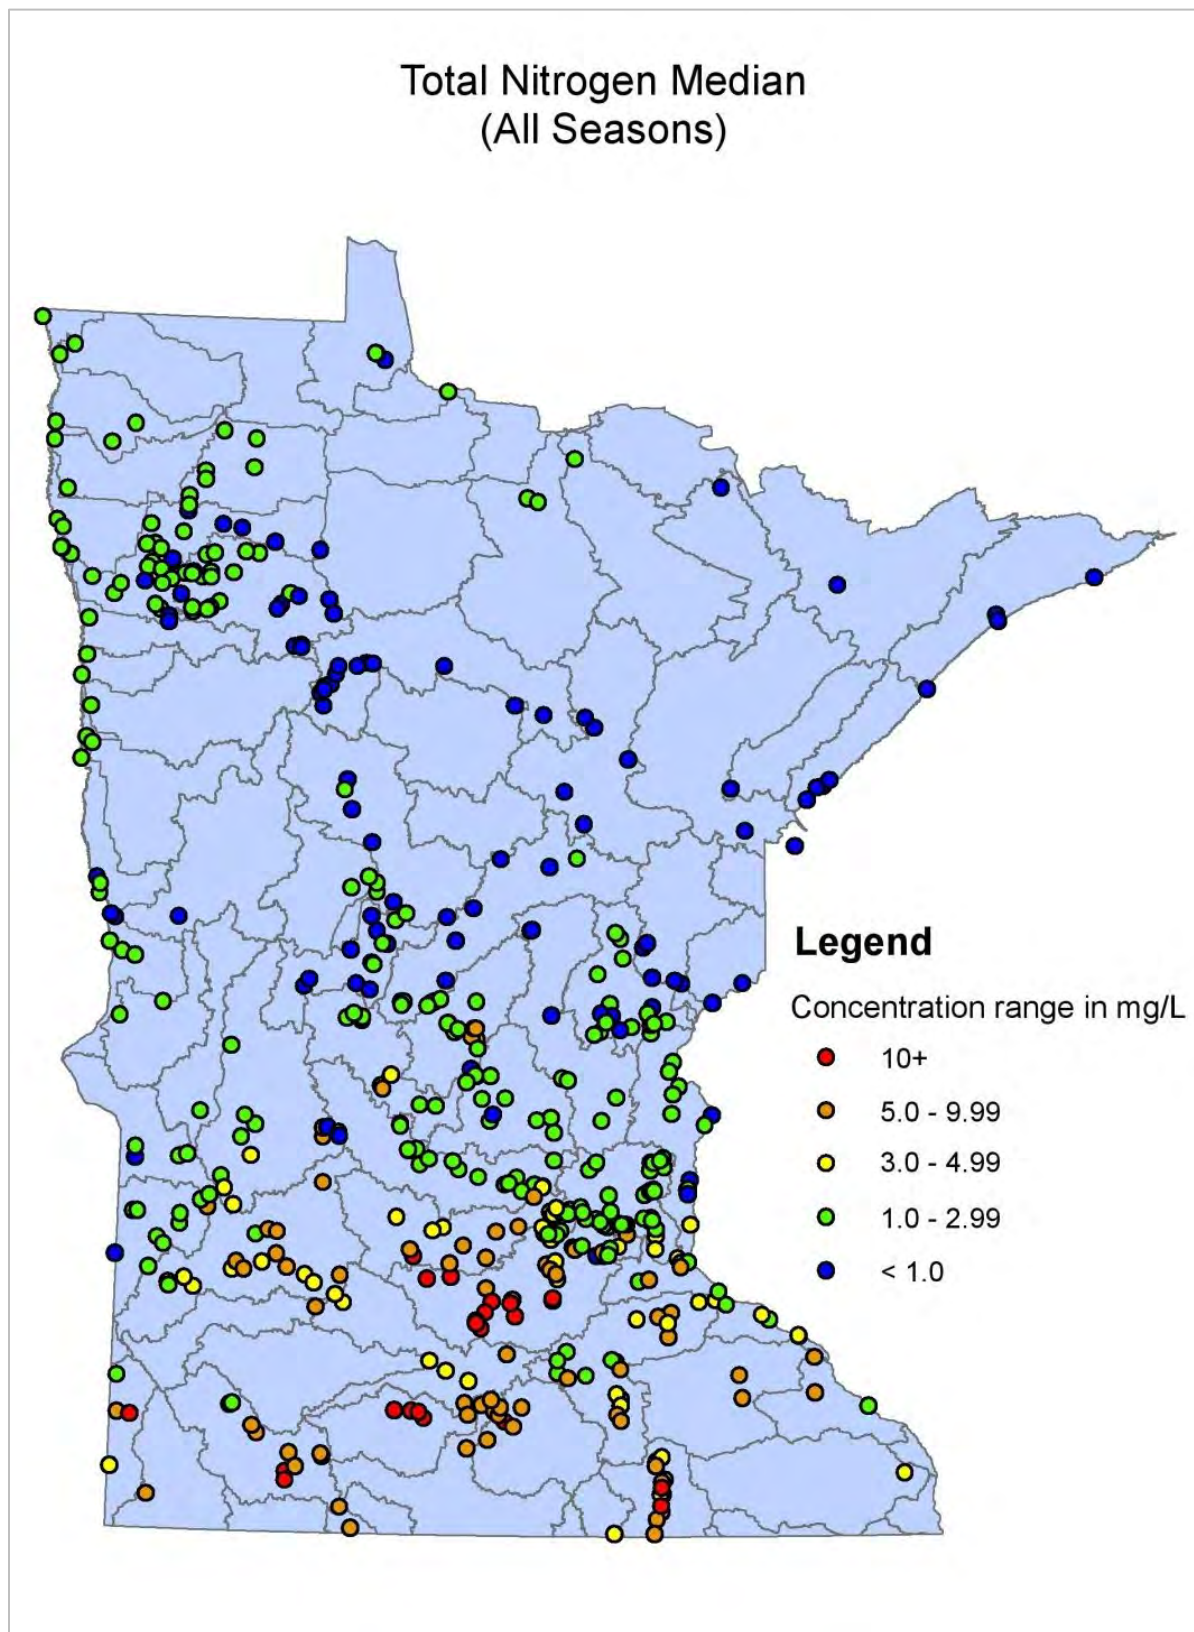 Total Nitrogen Median
(All Seasons)
Legend
Concentration range in mg/L
10+
5.0 - 9.99
3.0 - 4.99
1.0 - 2.99
< 1.0